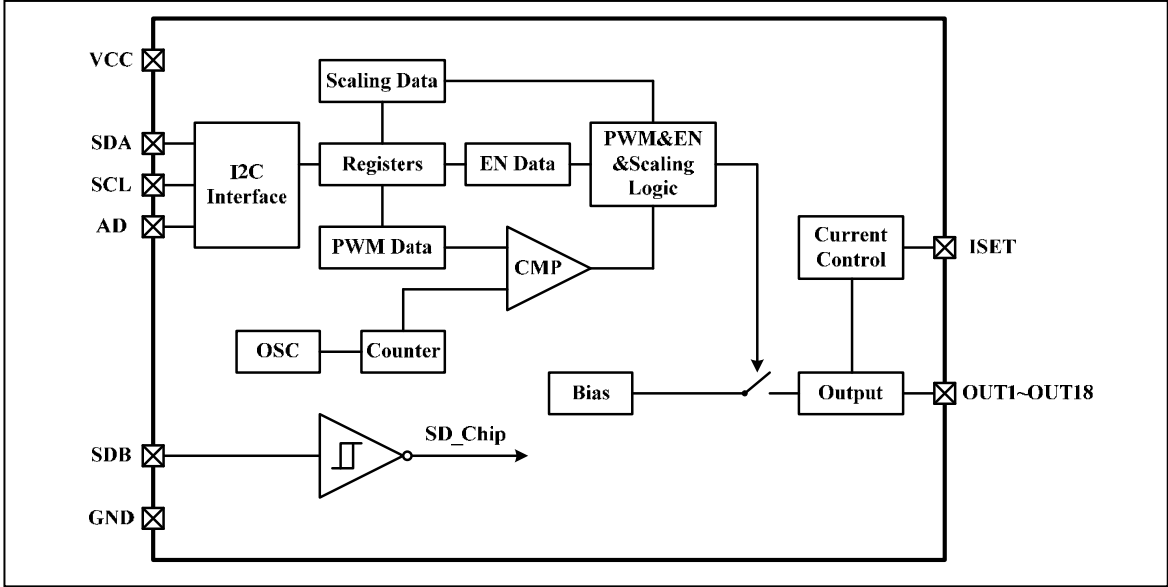 VCC
Scaling Data
SDA
I2C
Interface
Registers
EN Data
PWM&EN
&Scaling
Logic
SCL
AD
PWM Data
CMP
Current
Control
ISET
OSC
Counter
Bias
Output
OUT1~OUT18
SDB
SD_Chip
GND